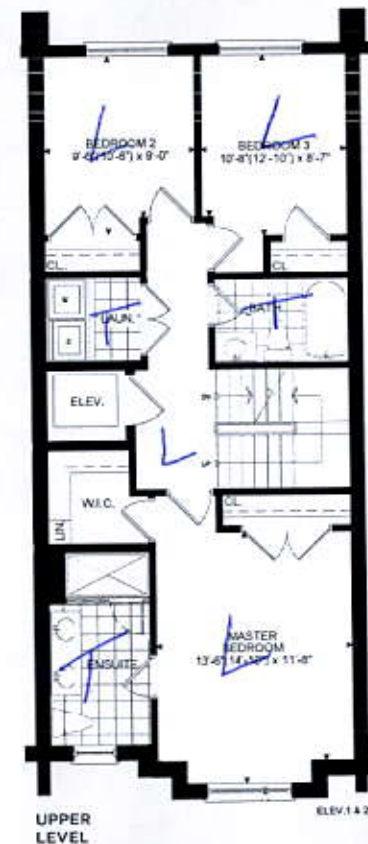 BEDROOM 2
9'-6"(10'-6") x 9'-0"
BEDROOM 3
10'-8"(12'-10") x 8'-7"
CL.
CL.
LAUN.
BATH
ELEV.
W.I.C.
LIN.
CL.
ENSUITE
MASTER
BEDROOM
13'-6"(14'-10") x 11'-8"
UPPER
LEVEL
ELEV.1 & 2